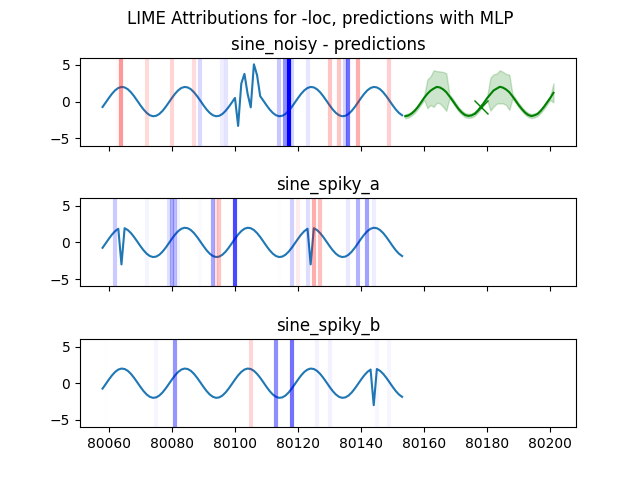 LIME Attributions for -loc, predictions with MLP
sine_noisy - predictions
5
0
−5
sine_spiky_a
5
0
−5
sine_spiky_b
5
0
−5
80060 80080 80100 80120 80140 80160 80180 80200